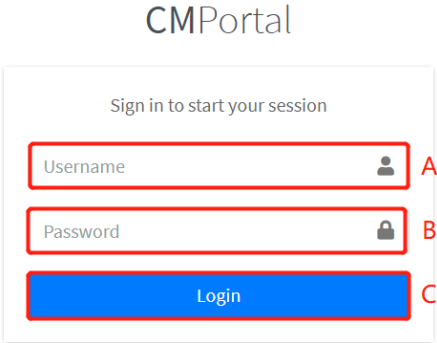 CMPortal
Sign in to start your session
Username A
Password B
Login C